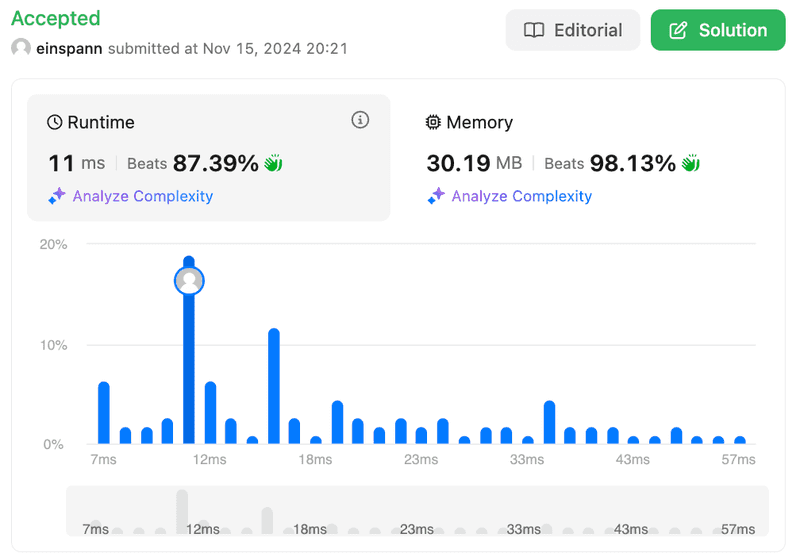 Accepted
einspann submitted at Nov 15, 2024 20:21
Editorial
Solution
Runtime
11 ms Beats 87.39%
Analyze Complexity
Memory
30.19 MB Beats 98.13%
Analyze Complexity
20%
10%
0%
7ms 12ms 18ms 23ms 33ms 43ms 57ms
7ms 12ms 18ms 23ms 33ms 43ms 57ms